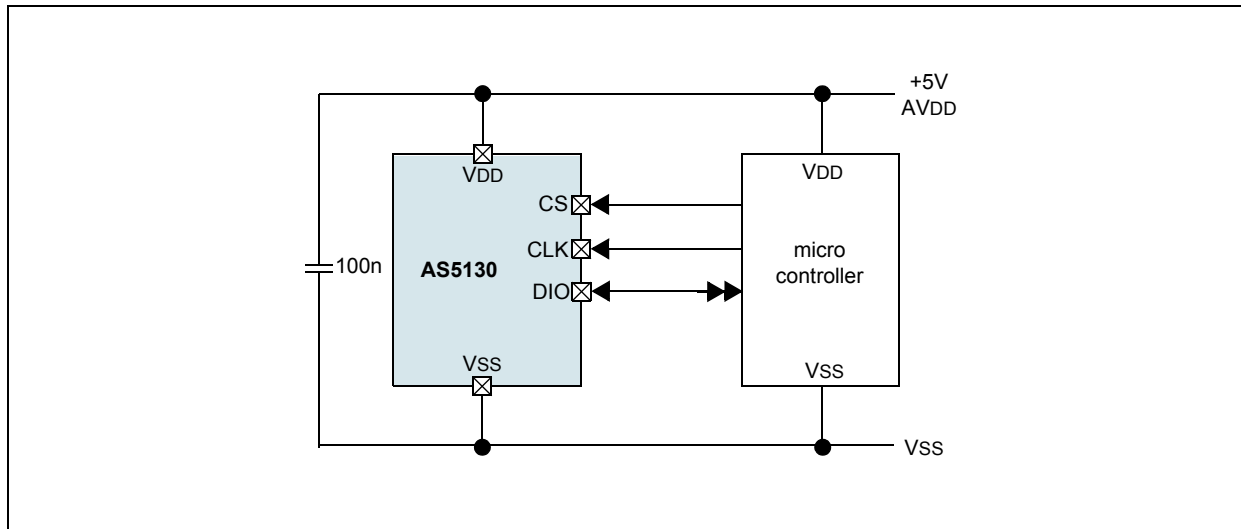 +5V
AVDD
VDD
VDD
CS
CLK
micro
controller
100n
AS5130
DIO
VSS
VSS
VSS